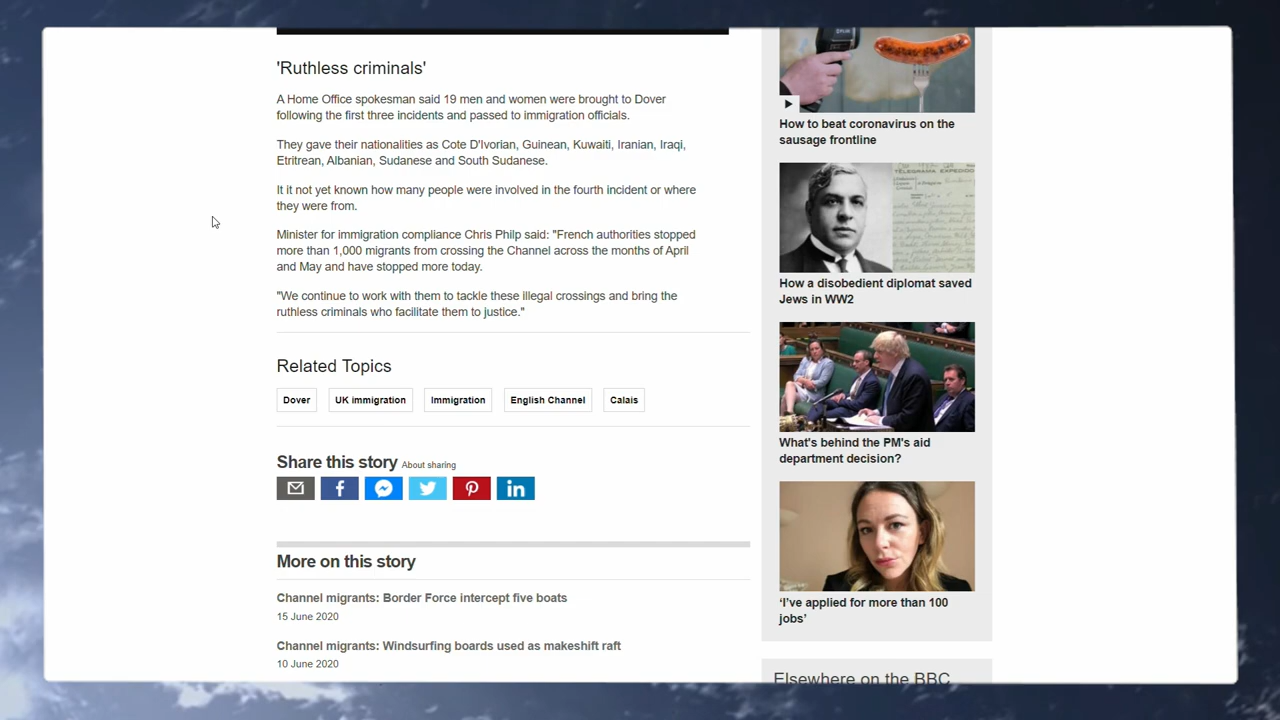 'Ruthless criminals'
A Home Office spokesman said 19 men and women were brought to Dover
following the first three incidents and passed to immigration officials.
They gave their nationalities as Cote D'Ivorian, Guinean, Kuwaiti, Iranian, Iraqi,
Etritrean, Albanian, Sudanese and South Sudanese.
It it not yet known how many people were involved in the fourth incident or where
they were from.
Minister for immigration compliance Chris Philp said: "French authorities stopped
more than 1,000 migrants from crossing the Channel across the months of April
and May and have stopped more today.
"We continue to work with them to tackle these illegal crossings and bring the
ruthless criminals who facilitate them to justice."
Related Topics
Dover UK immigration Immigration English Channel Calais
Share this story About sharing
More on this story
Channel migrants: Border Force intercept five boats
15 June 2020
Channel migrants: Windsurfing boards used as makeshift raft
10 June 2020
How to beat coronavirus on the
sausage frontline
TELEGRAMA EXPEDIDO
How a disobedient diplomat saved
Jews in WW2
What's behind the PM's aid
department decision?
‘I've applied for more than 100
jobs’
Elsewhere on the BBC